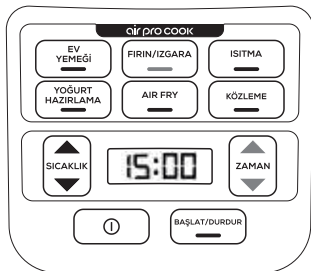 air pro cook
EV
YEMEĞİ
FIRIN/IZGARA
ISITMA
YOĞURT
HAZIRLAMA
AIR FRY
KÖZLEME
SICAKLIK
15:00
ZAMAN
BAŞLAT/DURDUR